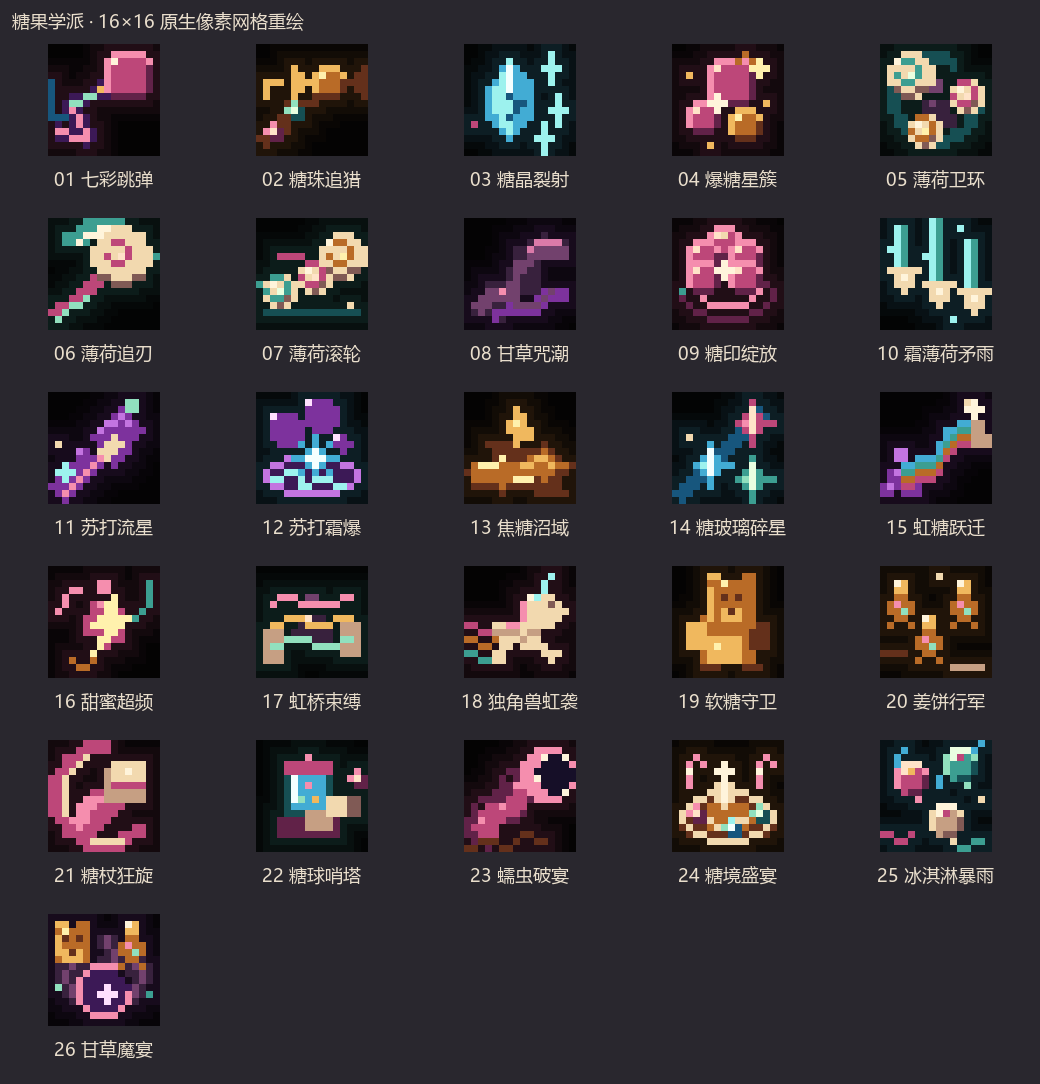 糖果学派 · 16×16 原生像素网格重绘
01 七彩跳弹
02 糖珠追猎
03 糖晶裂射
04 爆糖星簇
05 薄荷卫环
06 薄荷追刃
07 薄荷滚轮
08 甘草咒潮
09 糖印绽放
10 霜薄荷矛雨
11 苏打流星
12 苏打霜爆
13 焦糖沼域
14 糖玻璃碎星
15 虹糖跃迁
16 甜蜜超频
17 虹桥束缚
18 独角兽虹袭
19 软糖守卫
20 姜饼行军
21 糖杖狂旋
22 糖球哨塔
23 蠕虫破宴
24 糖境盛宴
25 冰淇淋暴雨
26 甘草魔宴